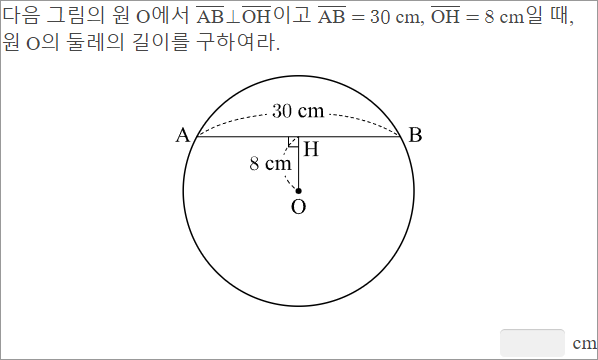 다음 그림의 원 O에서 AB⊥OH이고 AB = 30 cm, OH = 8 cm일 때,
원 O의 둘레의 길이를 구하여라.
30 cm
A
B
H
8 cm
O
cm